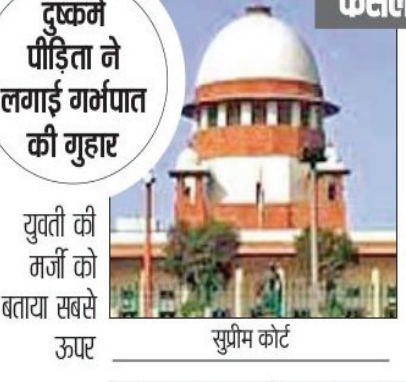 दुष्कर्म
पीड़िता ने
लगाई गर्भपात
की गुहार
युवती की
मर्जी को
बताया सबसे
ऊपर
सुप्रीम कोर्ट